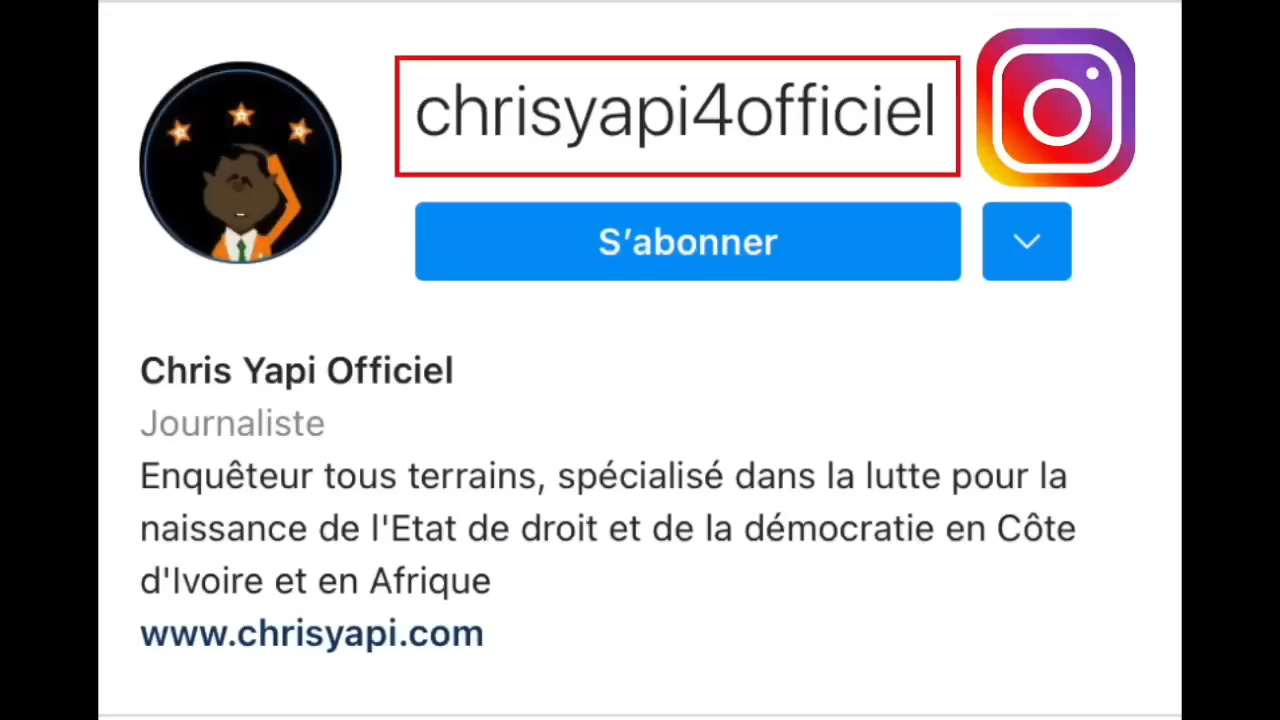 chrisyapi4officiel
S’abonner
Chris Yapi Officiel
Journaliste
Enquêteur tous terrains, spécialisé dans la lutte pour la
naissance de l'Etat de droit et de la démocratie en Côte
d'Ivoire et en Afrique
www.chrisyapi.com